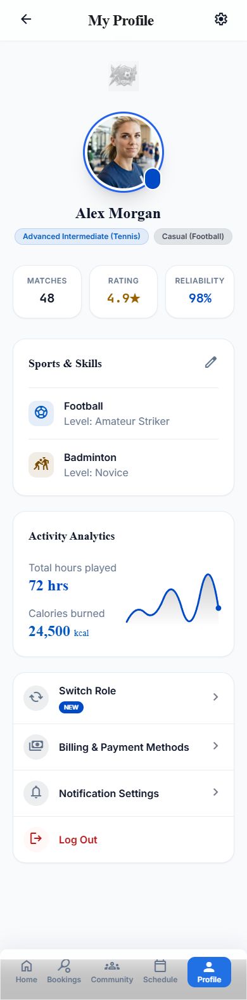 My Profile
Alex Morgan
Advanced Intermediate (Tennis)
Casual (Football)
MATCHES
48
RATING
4.9★
RELIABILITY
98%
Sports & Skills
Football
Level: Amateur Striker
Badminton
Level: Novice
Activity Analytics
Total hours played
72 hrs
Calories burned
24,500 kcal
Switch Role
NEW
Billing & Payment Methods
Notification Settings
Log Out
Home
Bookings
Community
Schedule
Profile